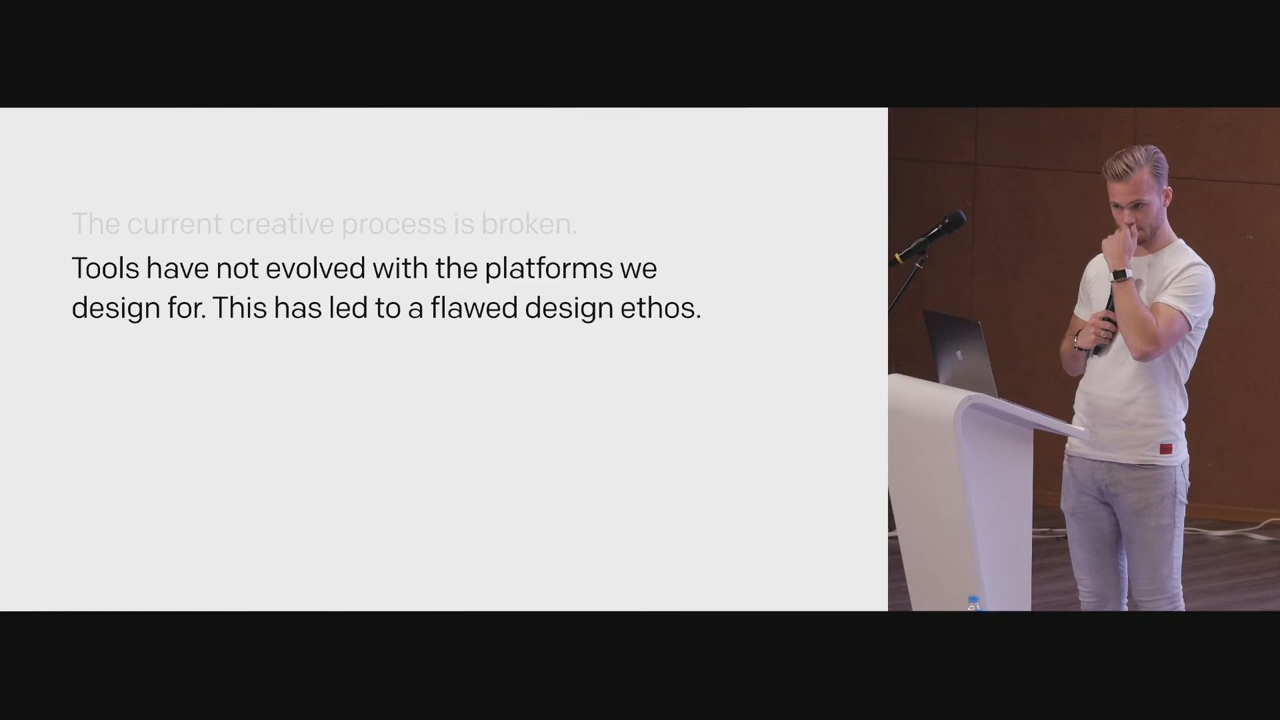 The current creative process is broken.
Tools have not evolved with the platforms we
design for. This has led to a flawed design ethos.